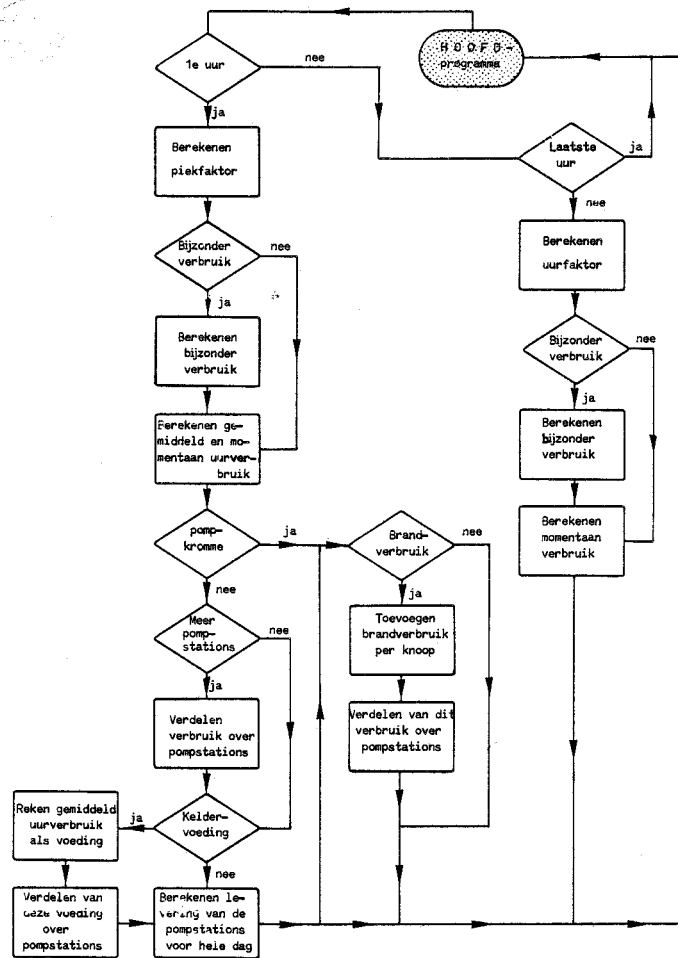 HOOFD-
programma
1e uur
nee
ja
Berekenen
piekfaktor
Bijzonder
verbruik
nee
ja
Berekenen
bijzonder
verbruik
Berekenen ge-
middeld en mo-
mentaan uurver-
bruik
pomp-
kromme
ja
nee
Meer
pomp-
stations
nee
ja
Verdelen
verbruik over
pompstations
Kelder-
voeding
ja
nee
Reken gemiddeld
uurverbruik
als voeding
Verdelen van
deze voeding
over
pompstations
Berekenen le-
vering van de
pompstations
voor hele dag
Brand-
verbruik
nee
ja
Toevoegen
brandverbruik
per knoop
Verdelen van dit
verbruik over
pompstations
Laatste
uur
ja
nee
Berekenen
uurfaktor
Bijzonder
verbruik
nee
ja
Berekenen
bijzonder
verbruik
Berekenen
momentaan
verbruik